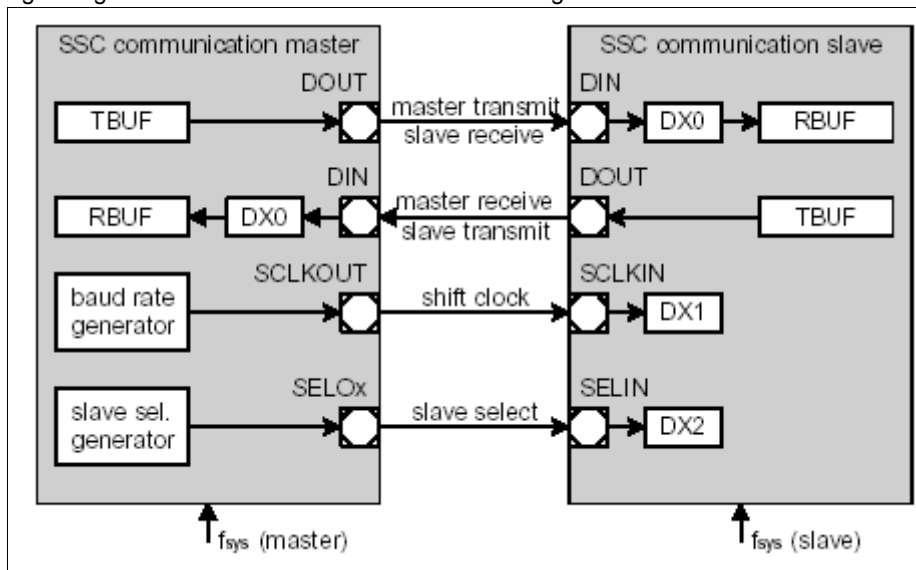 SSC communication master
SSC communication slave
DOUT
DIN
TBUF
master transmit
slave receive
DX0
RBUF
DIN
DOUT
RBUF
DX0
master receive
slave transmit
TBUF
SCLKOUT
SCLKIN
baud rate
generator
shift clock
DX1
SELOx
SELIN
slave sel.
generator
slave select
DX2
fsys (master)
fsys (slave)